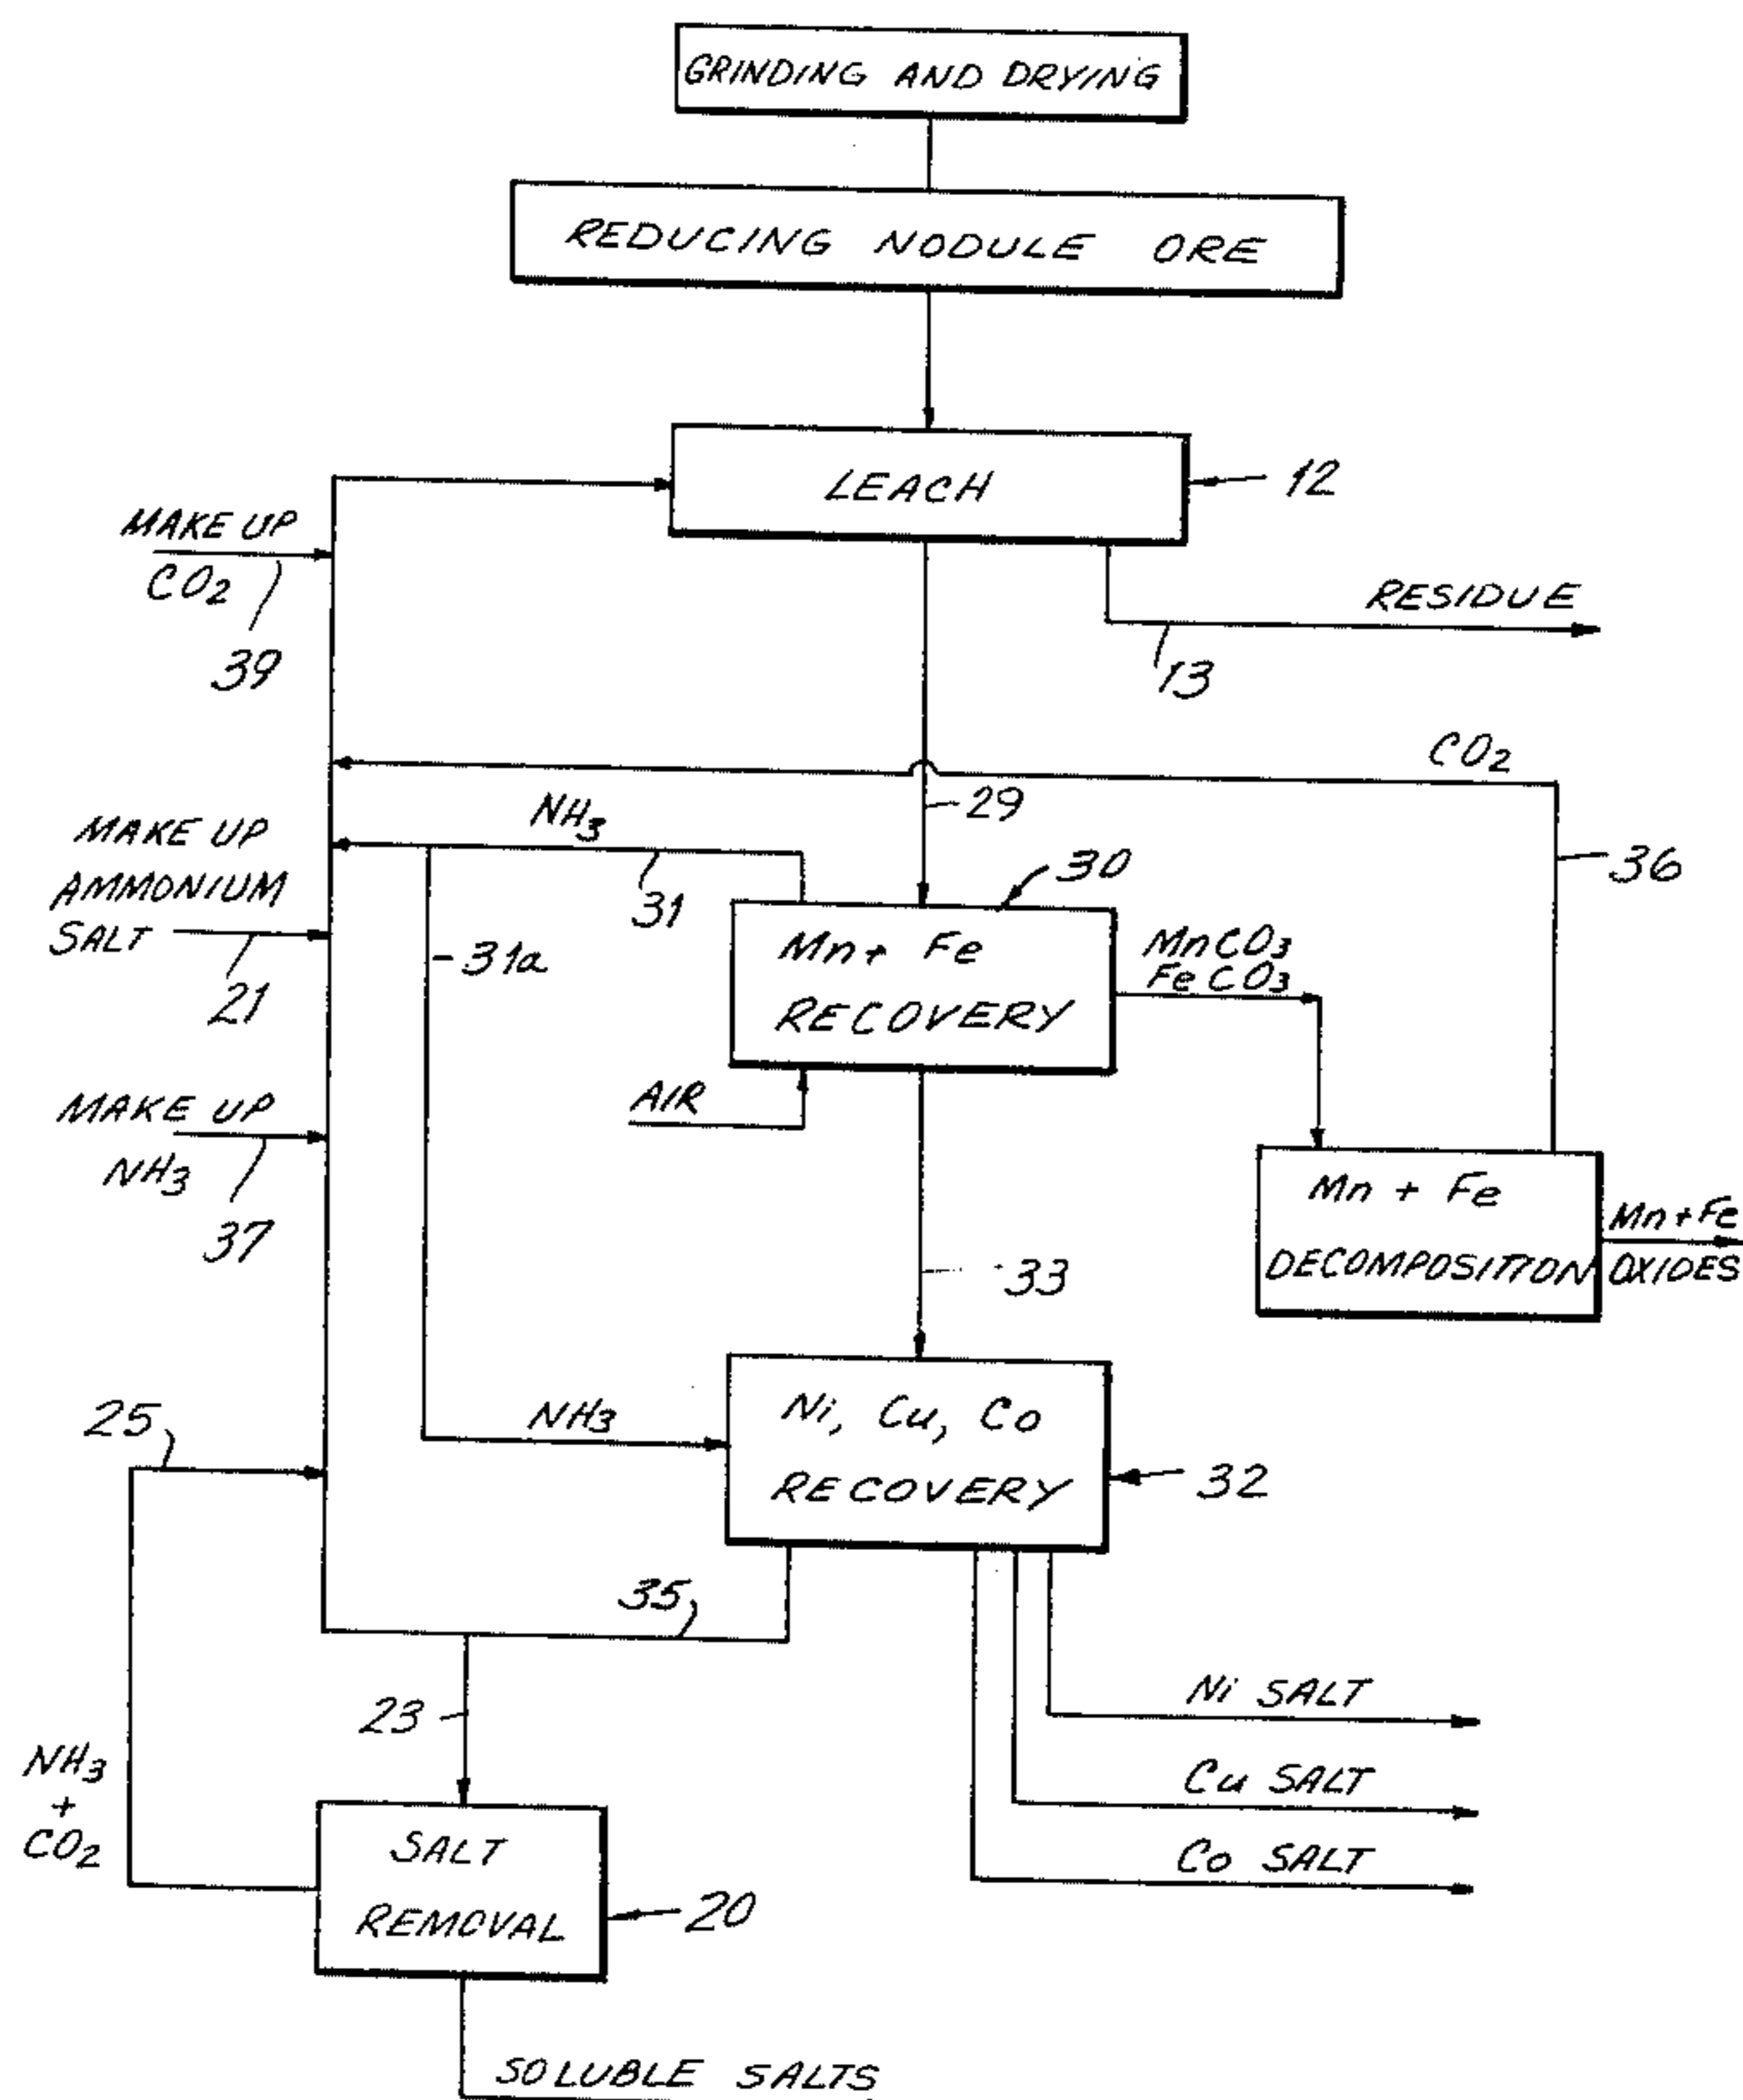 GRINDING AND DRYING
REDUCING NODULE ORE
LEACH
12
MAKE UP
CO2
39
RESIDUE
13
CO2
29
NH3
31
MAKE UP
AMMONIUM
SALT
21
31a
30
36
Mn + Fe
RECOVERY
MnCO3
FeCO3
AIR
MAKE UP
NH3
37
Mn + Fe
DECOMPOSITION
Mn + Fe
OXIDES
33
25
NH3
Ni, Cu, Co
RECOVERY
32
35
23
Ni SALT
Cu SALT
Co SALT
NH3
+
CO2
SALT
REMOVAL
20
SOLUBLE SALTS